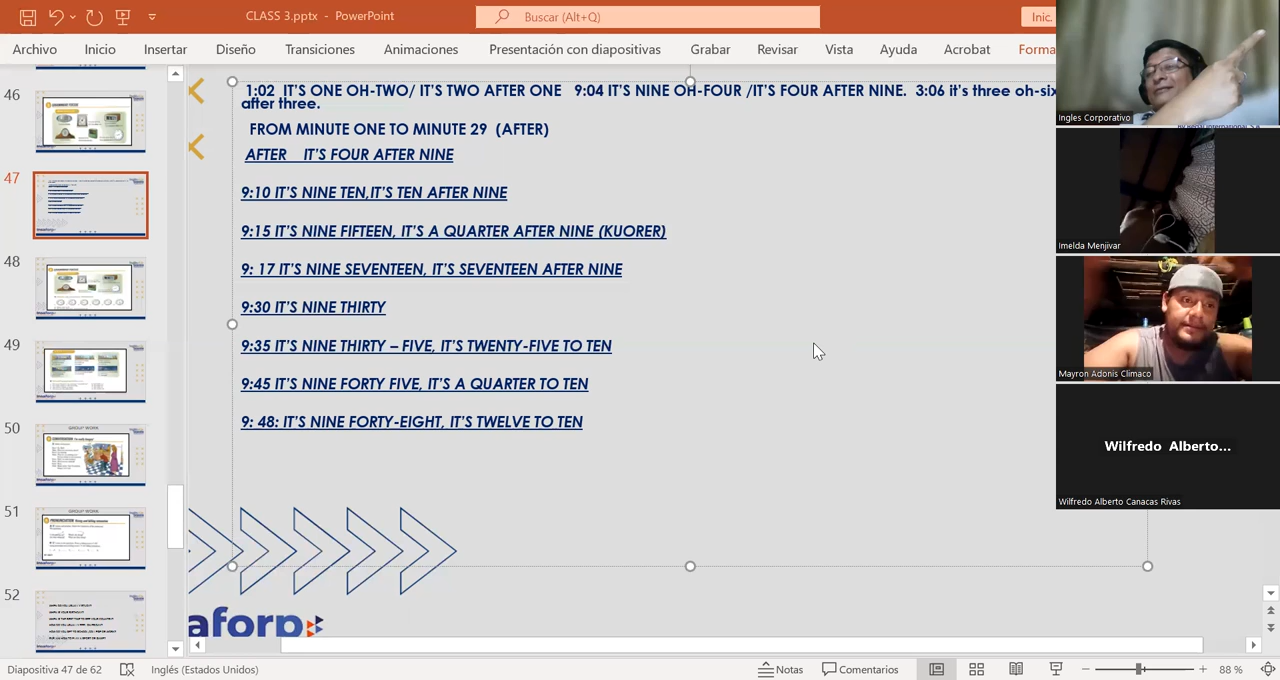 CLASS 3.pptx - PowerPoint
Buscar (Alt+Q)
Inic.
Archivo Inicio Insertar Diseño Transiciones Animaciones Presentación con diapositivas Grabar Revisar Vista Ayuda Acrobat Forma
46
47
48
49
50
GROUP WORK
51
GROUP WORK
52
1:02 IT'S ONE OH-TWO/ IT'S TWO AFTER ONE 9:04 IT'S NINE OH-FOUR /IT'S FOUR AFTER NINE. 3:06 it's three oh-six
after three.
FROM MINUTE ONE TO MINUTE 29 (AFTER)
AFTER IT'S FOUR AFTER NINE
9:10 IT'S NINE TEN,IT'S TEN AFTER NINE
9:15 IT'S NINE FIFTEEN, IT'S A QUARTER AFTER NINE (KUORER)
9: 17 IT'S NINE SEVENTEEN, IT'S SEVENTEEN AFTER NINE
9:30 IT'S NINE THIRTY
9:35 IT'S NINE THIRTY – FIVE, IT'S TWENTY-FIVE TO TEN
9:45 IT'S NINE FORTY FIVE, IT'S A QUARTER TO TEN
9: 48: IT'S NINE FORTY-EIGHT, IT'S TWELVE TO TEN
aforp
Ingles Corporativo
Imelda Menjivar
Mayron Adonis Climaco
Wilfredo Alberto...
Wilfredo Alberto Canacas Rivas
Diapositiva 47 de 62 Inglés (Estados Unidos) Notas Comentarios 88 %